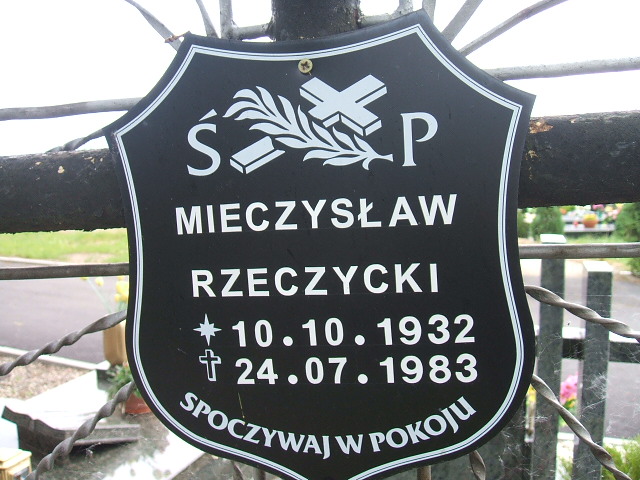 Ś P
MIECZYSŁAW
RZECZYCKI
10.10.1932
24.07.1983
SPOCZYWAJ W POKOJU